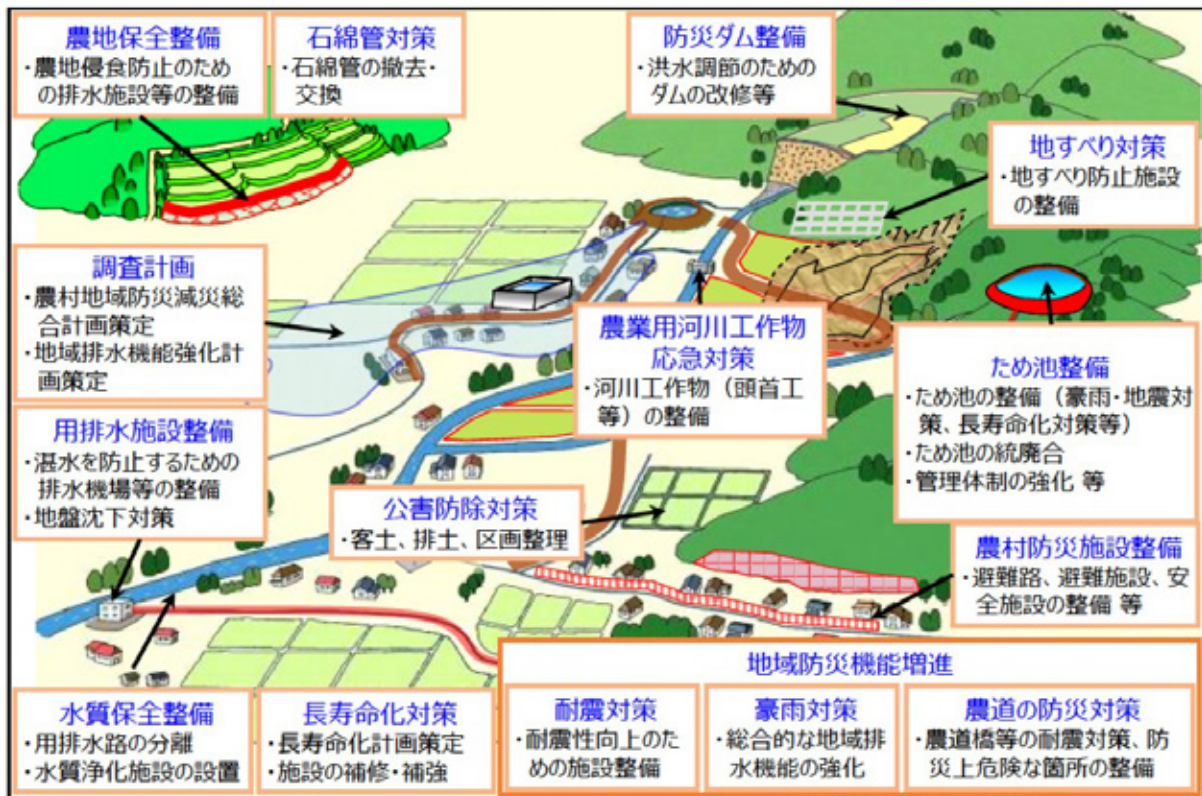 農地保全整備
・農地侵食防止のため
の排水施設等の整備
石綿管対策
・石綿管の撤去・
交換
防災ダム整備
・洪水調節のための
ダムの改修等
地すべり対策
・地すべり防止施設
の整備
調査計画
・農村地域防災減災総
合計画策定
・地域排水機能強化計
画策定
農業用河川工作物
応急対策
・河川工作物（頭首工
等）の整備
ため池整備
・ため池の整備（豪雨・地震対
策、長寿命化対策等）
・ため池の統廃合
・管理体制の強化 等
用排水施設整備
・湛水を防止するための
排水機場等の整備
・地盤沈下対策
公害防除対策
・客土、排土、区画整理
農村防災施設整備
・避難路、避難施設、安
全施設の整備 等
水質保全整備
・用排水路の分離
・水質浄化施設の設置
長寿命化対策
・長寿命化計画策定
・施設の補修・補強
地域防災機能増進
耐震対策
・耐震性向上のた
めの施設整備
豪雨対策
・総合的な地域排
水機能の強化
農道の防災対策
・農道橋等の耐震対策、防
災上危険な箇所の整備